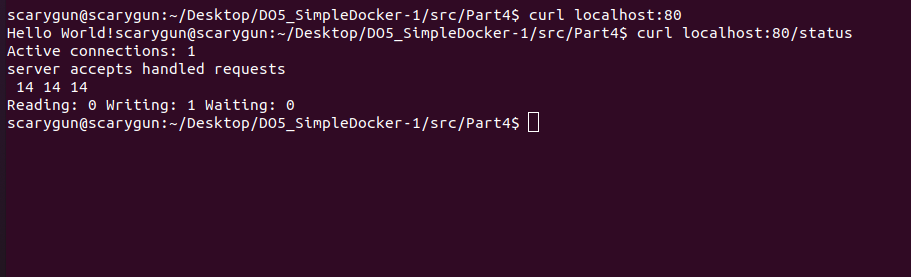 scarygun@scarygun:~/Desktop/DO5_SimpleDocker-1/src/Part4$ curl localhost:80
Hello World!scarygun@scarygun:~/Desktop/DO5_SimpleDocker-1/src/Part4$ curl localhost:80/status
Active connections: 1
server accepts handled requests
 14 14 14
Reading: 0 Writing: 1 Waiting: 0
scarygun@scarygun:~/Desktop/DO5_SimpleDocker-1/src/Part4$